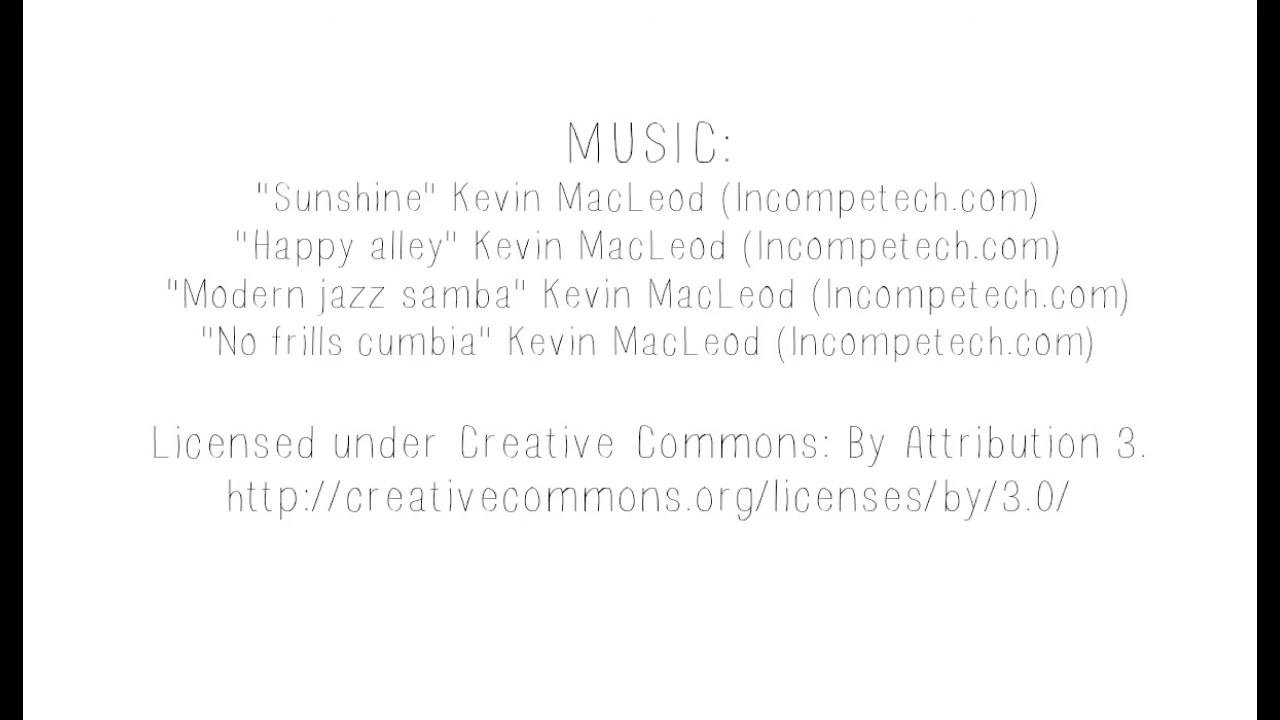 MUSIC:
"Sunshine" Kevin MacLeod (Incompetech.com)
"Happy alley" Kevin MacLeod (Incompetech.com)
"Modern jazz samba" Kevin MacLeod (Incompetech.com)
"No frills cumbia" Kevin MacLeod (Incompetech.com)
Licensed under Creative Commons: By Attribution 3.
http://creativecommons.org/licenses/by/3.0/